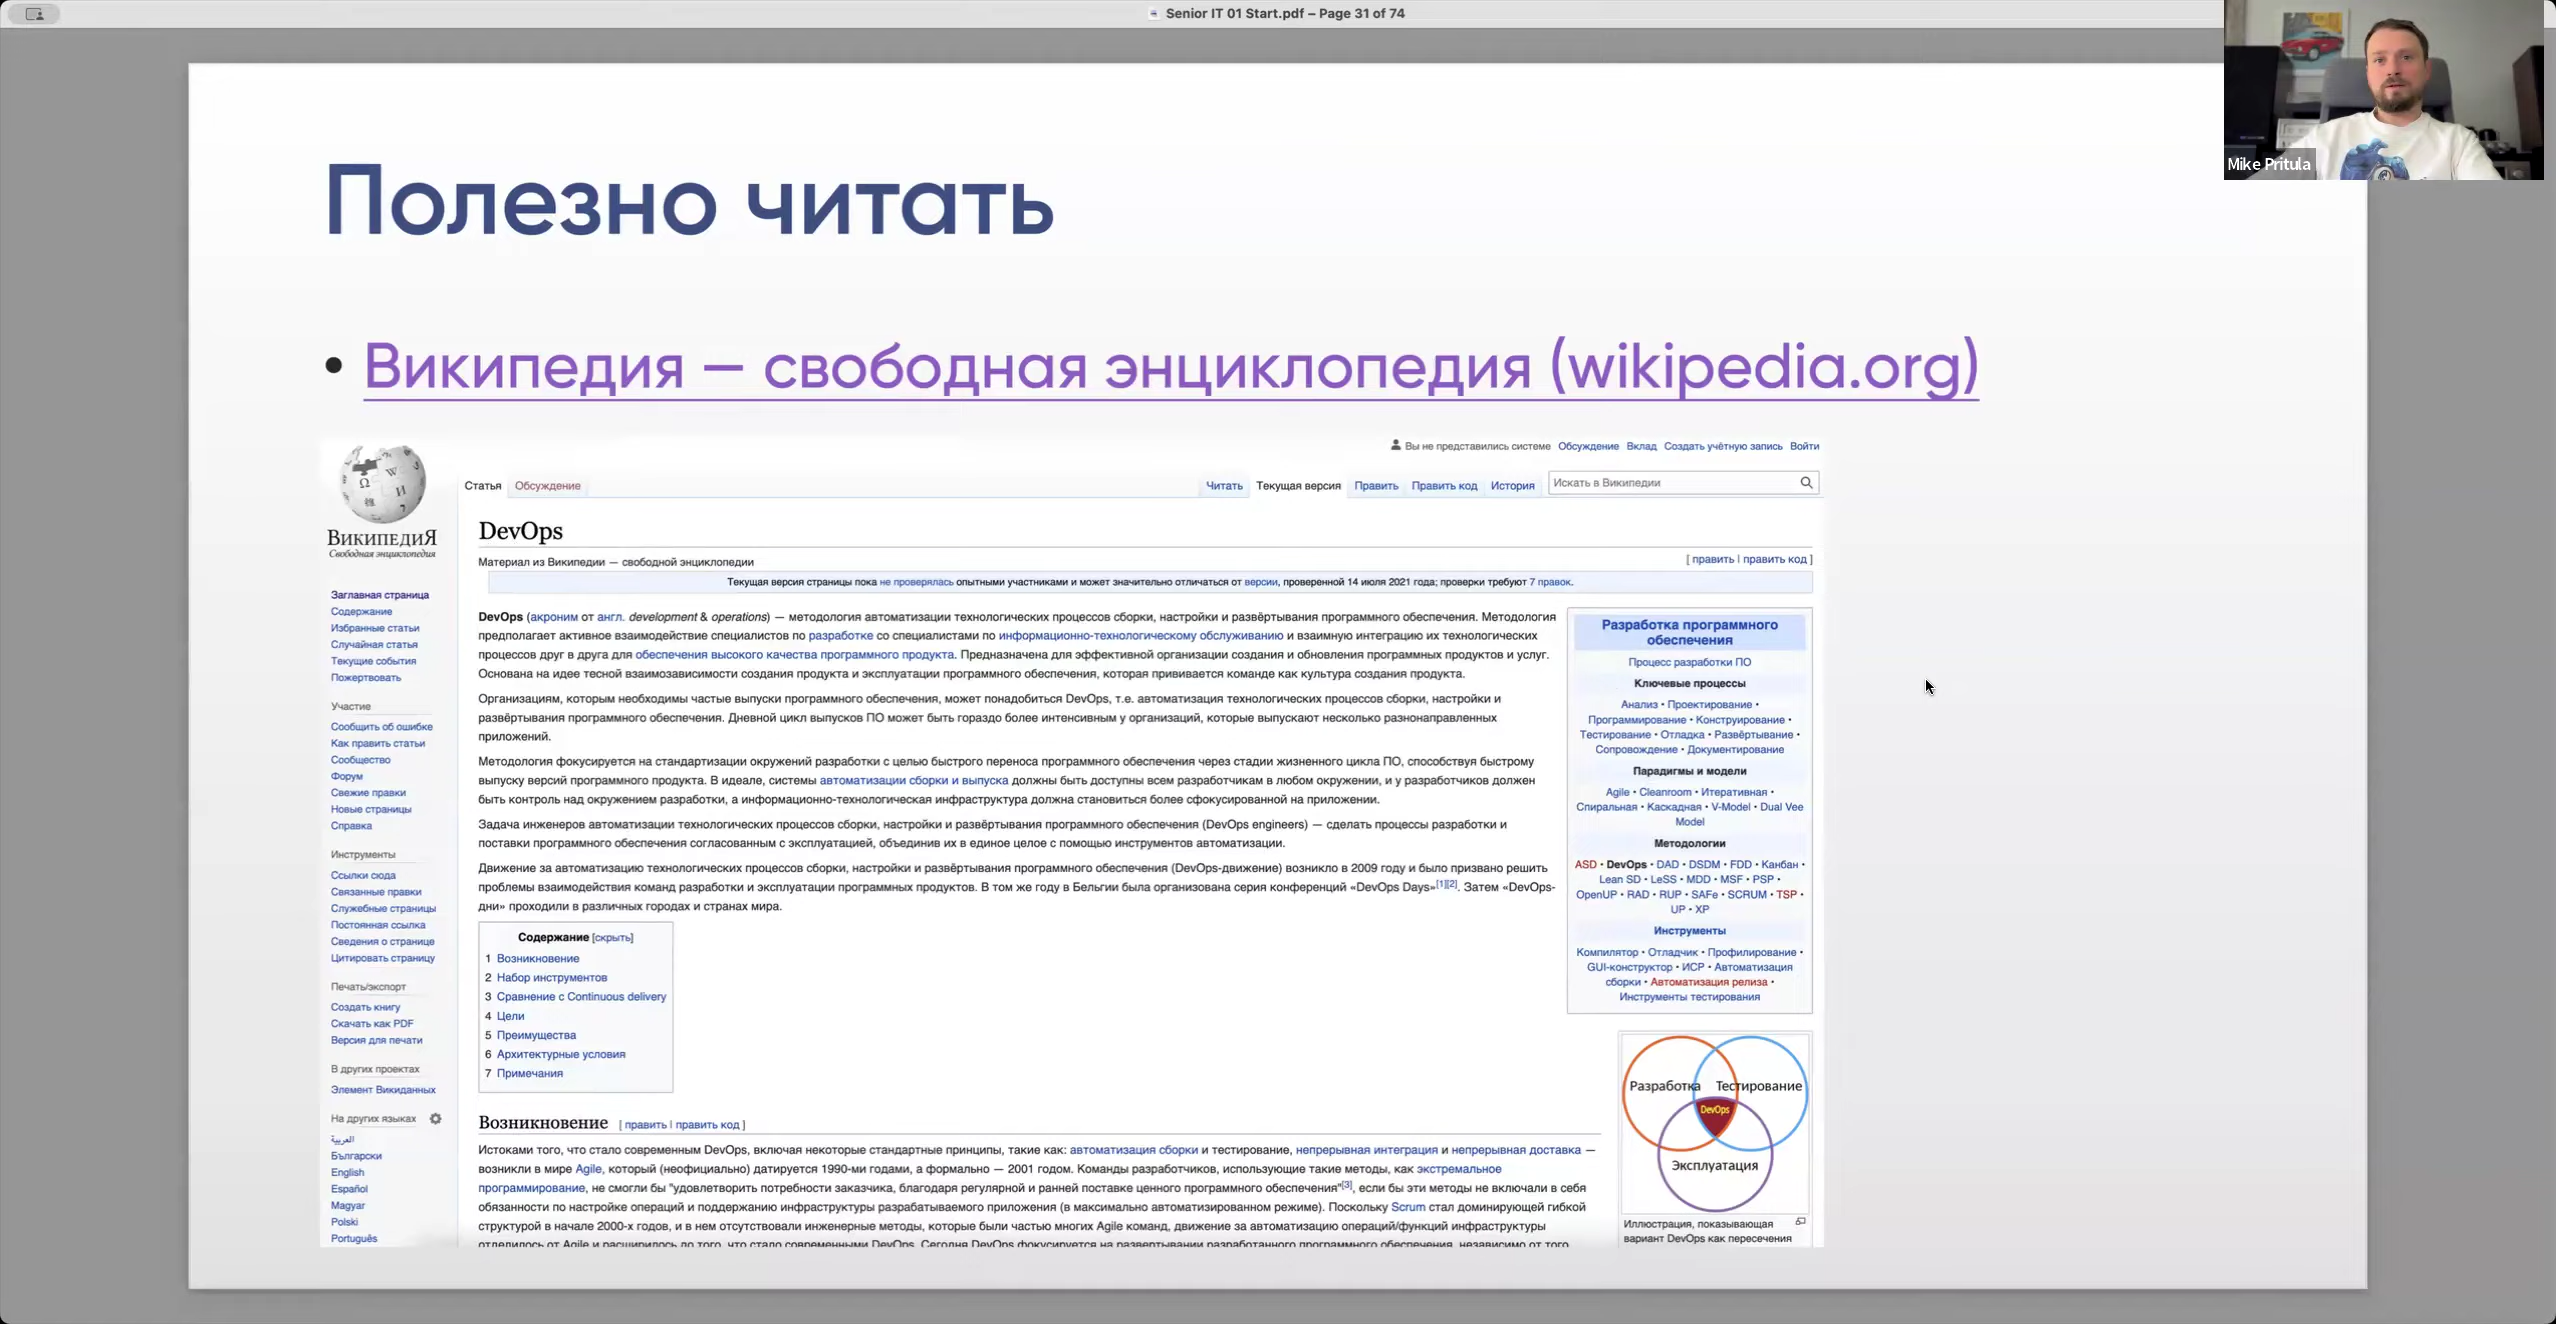 Senior IT 01 Start.pdf – Page 31 of 74
Mike Pritula
Полезно читать
• Википедия — свободная энциклопедия (wikipedia.org)
Вы не представились системе Обсуждение Вклад Создать учётную запись Войти
Статья Обсуждение Читать Текущая версия Править Править код История Искать в Википедии
ВикипедиЯ
Свободная энциклопедия
Заглавная страница
Содержание
Избранные статьи
Случайная статья
Текущие события
Пожертвовать
Участие
Сообщить об ошибке
Как править статьи
Сообщество
Форум
Свежие правки
Новые страницы
Справка
Инструменты
Ссылки сюда
Связанные правки
Служебные страницы
Постоянная ссылка
Сведения о странице
Цитировать страницу
Печать/экспорт
Создать книгу
Скачать как PDF
Версия для печати
В других проектах
Элемент Викиданных
На других языках
العربية
Български
English
Español
Magyar
Polski
Português
DevOps
[ править | править код ]
Материал из Википедии — свободной энциклопедии
Текущая версия страницы пока не проверялась опытными участниками и может значительно отличаться от версии, проверенной 14 июля 2021 года; проверки требуют 7 правок.
DevOps (акроним от англ. development & operations) — методология автоматизации технологических процессов сборки, настройки и развёртывания программного обеспечения. Методология
предполагает активное взаимодействие специалистов по разработке со специалистами по информационно-технологическому обслуживанию и взаимную интеграцию их технологических
процессов друг в друга для обеспечения высокого качества программного продукта. Предназначена для эффективной организации создания и обновления программных продуктов и услуг.
Основана на идее тесной взаимозависимости создания продукта и эксплуатации программного обеспечения, которая прививается команде как культура создания продукта.
Организациям, которым необходимы частые выпуски программного обеспечения, может понадобиться DevOps, т.е. автоматизация технологических процессов сборки, настройки и
развёртывания программного обеспечения. Дневной цикл выпусков ПО может быть гораздо более интенсивным у организаций, которые выпускают несколько разнонаправленных
приложений.
Методология фокусируется на стандартизации окружений разработки с целью быстрого переноса программного обеспечения через стадии жизненного цикла ПО, способствуя быстрому
выпуску версий программного продукта. В идеале, системы автоматизации сборки и выпуска должны быть доступны всем разработчикам в любом окружении, и у разработчиков должен
быть контроль над окружением разработки, а информационно-технологическая инфраструктура должна становиться более сфокусированной на приложении.
Задача инженеров автоматизации технологических процессов сборки, настройки и развёртывания программного обеспечения (DevOps engineers) — сделать процессы разработки и
поставки программного обеспечения согласованным с эксплуатацией, объединив их в единое целое с помощью инструментов автоматизации.
Движение за автоматизацию технологических процессов сборки, настройки и развёртывания программного обеспечения (DevOps-движение) возникло в 2009 году и было призвано решить
проблемы взаимодействия команд разработки и эксплуатации программных продуктов. В том же году в Бельгии была организована серия конференций «DevOps Days»[1][2]. Затем «DevOps-
дни» проходили в различных городах и странах мира.
Содержание [скрыть]
1 Возникновение
2 Набор инструментов
3 Сравнение с Continuous delivery
4 Цели
5 Преимущества
6 Архитектурные условия
7 Примечания
Возникновение [ править | править код ]
Истоками того, что стало современным DevOps, включая некоторые стандартные принципы, такие как: автоматизация сборки и тестирование, непрерывная интеграция и непрерывная доставка —
возникли в мире Agile, который (неофициально) датируется 1990-ми годами, а формально — 2001 годом. Команды разработчиков, использующие такие методы, как экстремальное
программирование, не смогли бы "удовлетворить потребности заказчика, благодаря регулярной и ранней поставке ценного программного обеспечения"[3], если бы эти методы не включали в себя
обязанности по настройке операций и поддержанию инфраструктуры разрабатываемого приложения (в максимально автоматизированном режиме). Поскольку Scrum стал доминирующей гибкой
структурой в начале 2000-х годов, и в нем отсутствовали инженерные методы, которые были частью многих Agile команд, движение за автоматизацию операций/функций инфраструктуры
отделилось от Agile и расширилось до того, что стало современными DevOps. Сегодня DevOps фокусируется на развертывании разработанного программного обеспечения, независимо от того,
Разработка программного
обеспечения
Процесс разработки ПО
Ключевые процессы
Анализ • Проектирование •
Программирование • Конструирование •
Тестирование • Отладка • Развёртывание •
Сопровождение • Документирование
Парадигмы и модели
Agile • Cleanroom • Итеративная •
Спиральная • Каскадная • V-Model • Dual Vee
Model
Методологии
ASD • DevOps • DAD • DSDM • FDD • Канбан •
Lean SD • LeSS • MDD • MSF • PSP •
OpenUP • RAD • RUP • SAFe • SCRUM • TSP •
UP • XP
Инструменты
Компилятор • Отладчик • Профилирование •
GUI-конструктор • ИСР • Автоматизация
сборки • Автоматизация релиза •
Инструменты тестирования
Разработка Тестирование
DevOps
Эксплуатация
Иллюстрация, показывающая
вариант DevOps как пересечения